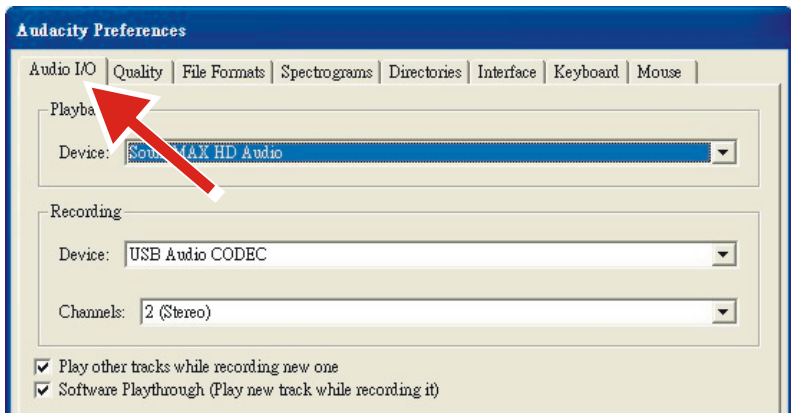 Audacity Preferences
Audio I/O Quality File Formats Spectrograms Directories Interface Keyboard Mouse
Device: MAX HD Audio
Recording
Device: USB Audio CODEC
Channels: 2 (Stereo)
Play other tracks while recording new one
Software Playthrough (Play new track while recording it)